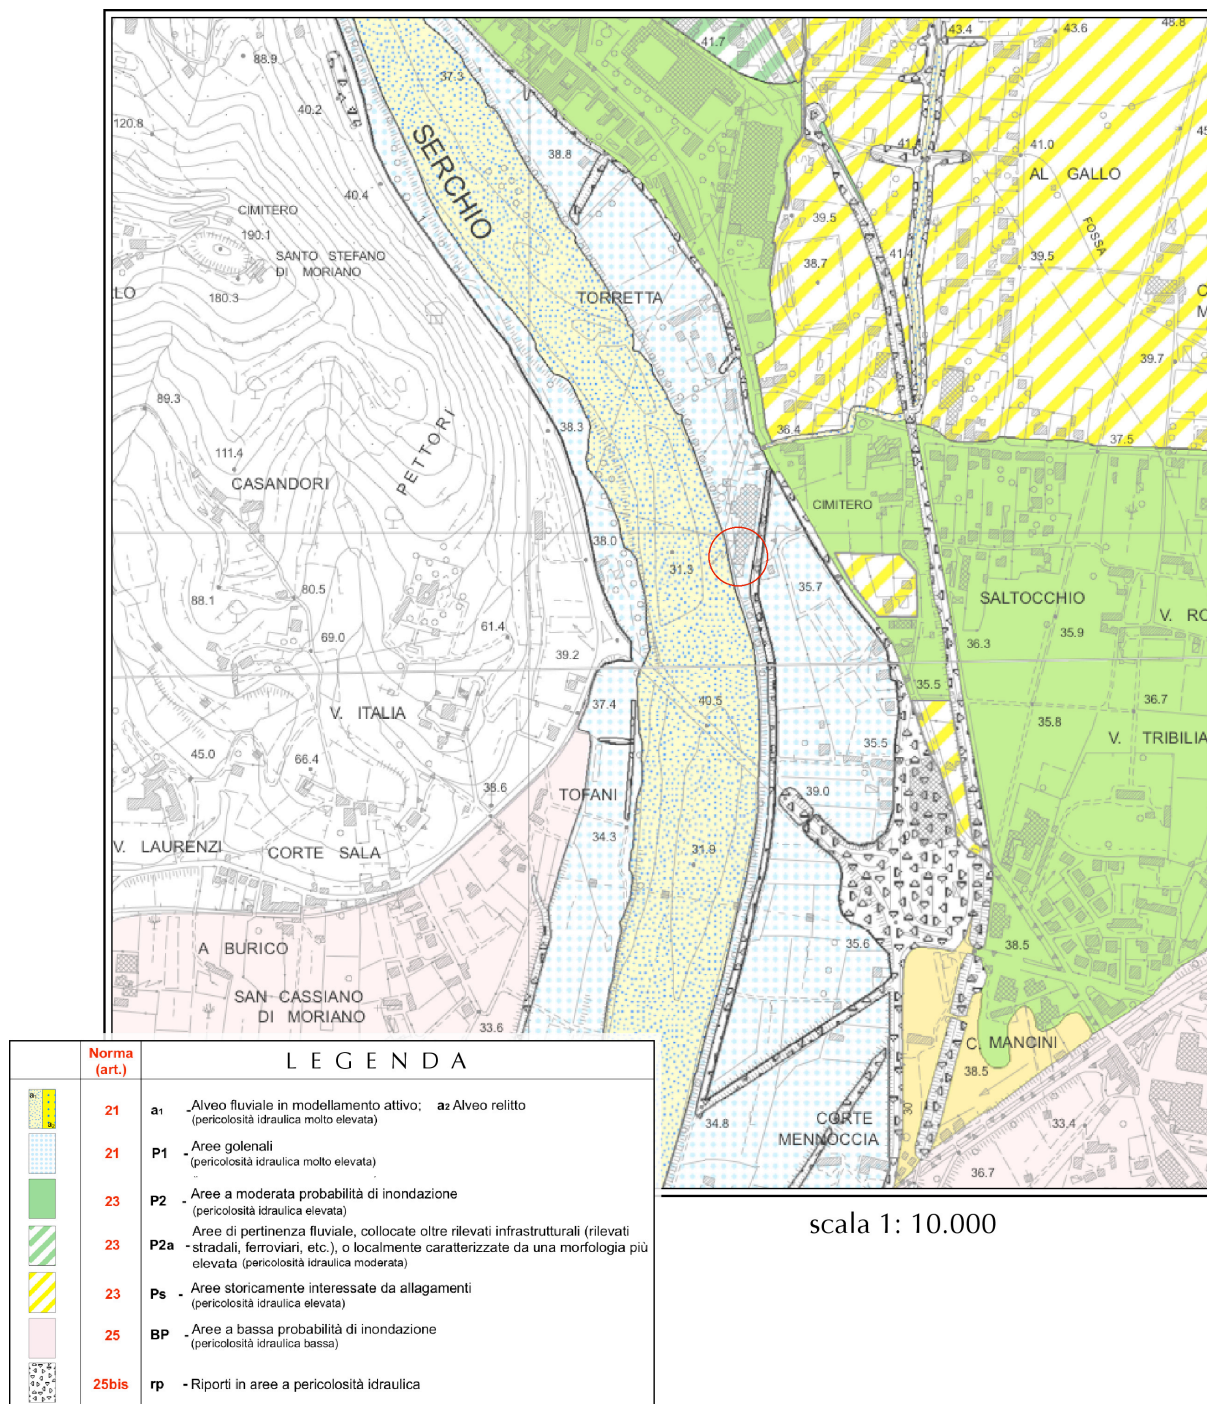 48.8
43.4
43.6
41.7
88.9
37.3
40.2
120.8
45
SERCHIO
38.8
41.4
41.0
AL GALLO
40.4
CIMITERO
39.5
190.1
FOSSA
SANTO STEFANO
DI MORIANO
41.4
39.5
38.7
LO
180.3
TORRETTA
C
M
39.7
89.3
PETTORI
38.3
36.4
37.5
111.4
CASANDORI
CIMITERO
38.0
31.3
35.7
88.1
80.5
SALTOCCHIO
V. RO
61.4
69.0
35.9
36.3
39.2
35.5
37.4
40.5
36.7
V. ITALIA
35.8
45.0
66.4
35.5
V. TRIBILIA
38.6
TOFANI
39.0
34.3
V. LAURENZI
CORTE SALA
31.9
A BURICO
35.6
38.5
SAN CASSIANO
DI MORIANO
33.6
C. MANCINI
38.5
30
34.8
CORTE
MENNOCCIA
33.4
36.7
scala 1: 10.000
Norma
(art.)
LEGENDA
a1
a2
21
a1 - Alveo fluviale in modellamento attivo; a2 Alveo relitto
(pericolosità idraulica molto elevata)
21
P1 - Aree golenali
(pericolosità idraulica molto elevata)
23
P2 - Aree a moderata probabilità di inondazione
(pericolosità idraulica elevata)
23
P2a - Aree di pertinenza fluviale, collocate oltre rilevati infrastrutturali (rilevati
stradali, ferroviari, etc.), o localmente caratterizzate da una morfologia più
elevata (pericolosità idraulica moderata)
23
Ps - Aree storicamente interessate da allagamenti
(pericolosità idraulica elevata)
25
BP - Aree a bassa probabilità di inondazione
(pericolosità idraulica bassa)
25bis
rp - Riporti in aree a pericolosità idraulica